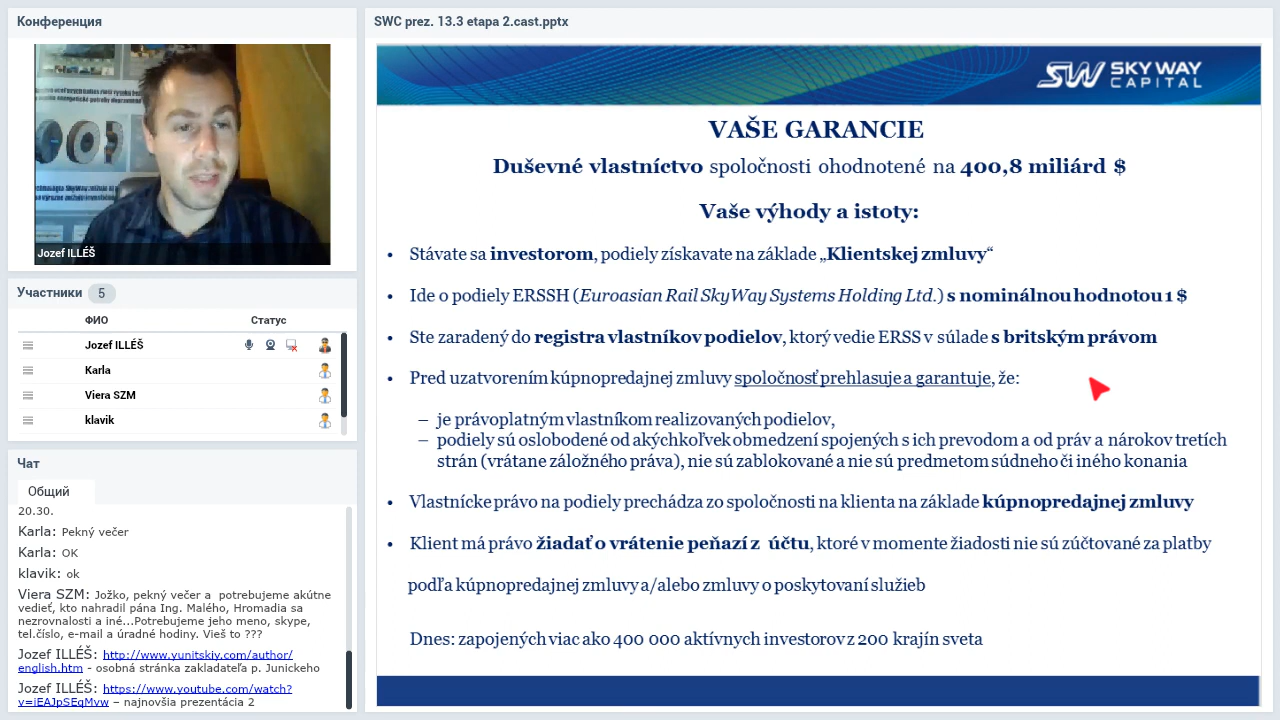 Конференция
Jozef ILLÉŠ
Участники 5
ФИО Статус
Jozef ILLÉŠ
Karla
Viera SZM
klavik
Чат
Общий
20.30.
Karla: Pekný večer
Karla: OK
klavik: ok
Viera SZM: Jožko, pekný večer a potrebujeme akútne
vedieť, kto nahradil pána Ing. Malého, Hromadia sa
nezrovnalosti a iné...Potrebujeme jeho meno, skype,
tel.číslo, e-mail a úradné hodiny. Vieš to ???
Jozef ILLÉŠ: http://www.yunitskiy.com/author/
english.htm - osobná stránka zakladateľa p. Junického
Jozef ILLÉŠ: https://www.youtube.com/watch?
v=iEAJpSEqMvw – najnovšia prezentácia 2
SWC prez. 13.3 etapa 2.cast.pptx
SW SKY WAY
CAPITAL
VAŠE GARANCIE
Duševné vlastníctvo spoločnosti ohodnotené na 400,8 miliárd $
Vaše výhody a istoty:
• Stávate sa investorom, podiely získavate na základe „Klientskej zmluvy“
• Ide o podiely ERSSH (Euroasian Rail SkyWay Systems Holding Ltd.) s nominálnou hodnotou 1 $
• Ste zaradený do registra vlastníkov podielov, ktorý vedie ERSS v súlade s britským právom
• Pred uzatvorením kúpnopredajnej zmluvy spoločnosť prehlasuje a garantuje, že:
– je právoplatným vlastníkom realizovaných podielov,
– podiely sú oslobodené od akýchkoľvek obmedzení spojených s ich prevodom a od práv a nárokov tretích
strán (vrátane záložného práva), nie sú zablokované a nie sú predmetom súdneho či iného konania
• Vlastnícke právo na podiely prechádza zo spoločnosti na klienta na základe kúpnopredajnej zmluvy
• Klient má právo žiadať o vrátenie peňazí z účtu, ktoré v momente žiadosti nie sú zúčtované za platby
podľa kúpnopredajnej zmluvy a/alebo zmluvy o poskytovaní služieb
Dnes: zapojených viac ako 400 000 aktívnych investorov z 200 krajín sveta